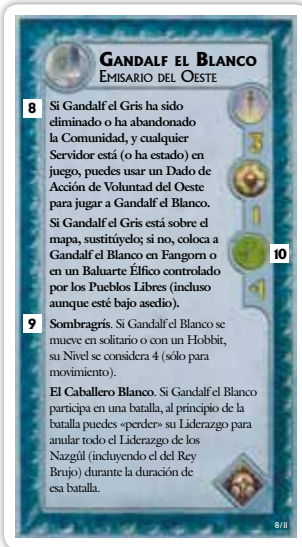 GANDALF EL BLANCO
EMISARIO DEL OESTE
8
Si Gandalf el Gris ha sido
eliminado o ha abandonado
la Comunidad, y cualquier
Servidor está (o ha estado) en
juego, puedes usar un Dado de
Acción de Voluntad del Oeste
para jugar a Gandalf el Blanco.
Si Gandalf el Gris está sobre el
mapa, sustitúyelo; si no, coloca a
Gandalf el Blanco en Fangorn o
en un Baluarte Élfico controlado
por los Pueblos Libres (incluso
aunque esté bajo asedio).
9
Sombragrís. Si Gandalf el Blanco se
mueve en solitario o con un Hobbit,
su Nivel se considera 4 (sólo para
movimiento).
El Caballero Blanco. Si Gandalf el Blanco
participa en una batalla, al principio de la
batalla puedes «perder» su Liderazgo para
anular todo el Liderazgo de los
Nazgûl (incluyendo el del Rey
Brujo) durante la duración de
esa batalla.
3
1
10
8/II